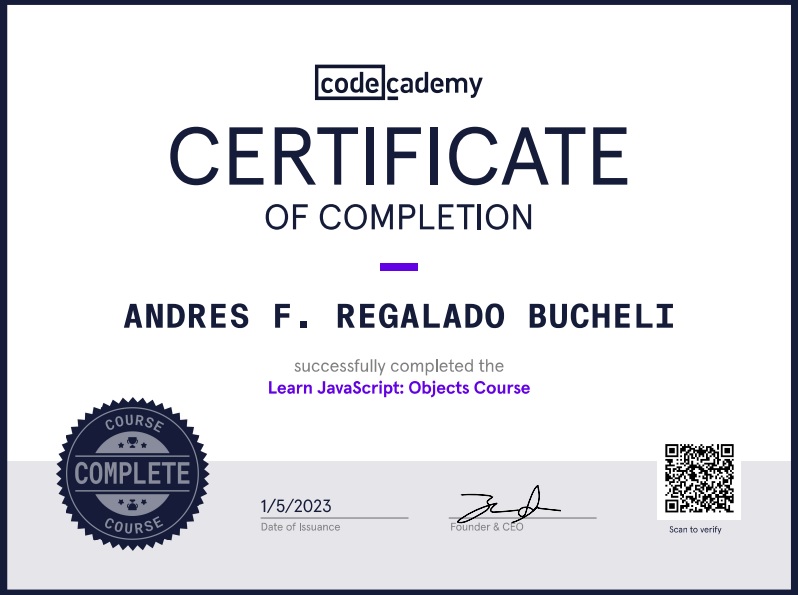 codecademy
CERTIFICATE
OF COMPLETION
ANDRES F. REGALADO BUCHELI
successfully completed the
Learn JavaScript: Objects Course
COURSE
COMPLETE
COURSE
1/5/2023
Date of Issuance
Founder & CEO
Scan to verify